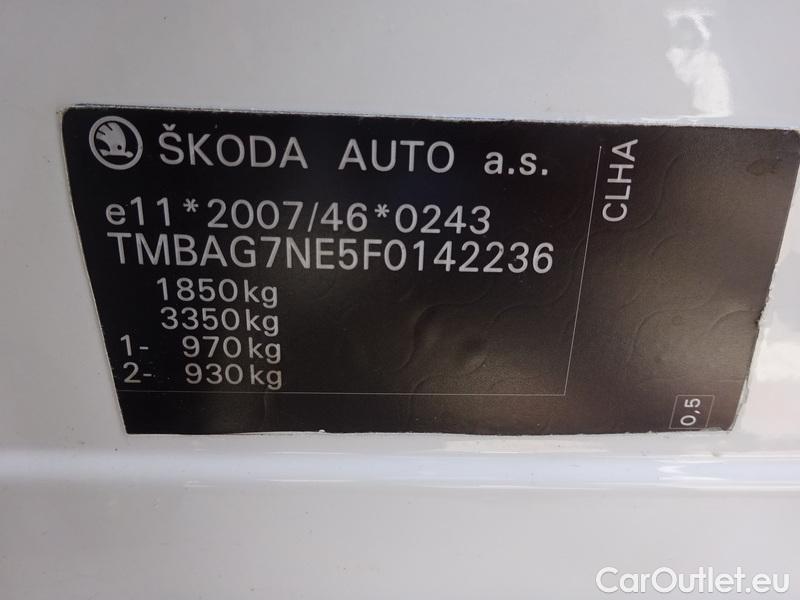 ŠKODA AUTO a.s.
e11*2007/46*0243
TMBAG7NE5F0142236
1850kg
3350kg
1- 970kg
2- 930kg
CLHA
0,5
CarOutlet.eu